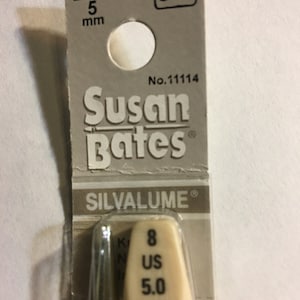 5
mm
No.11114
Susan
Bates®
SILVALUME®
8
US
5.0